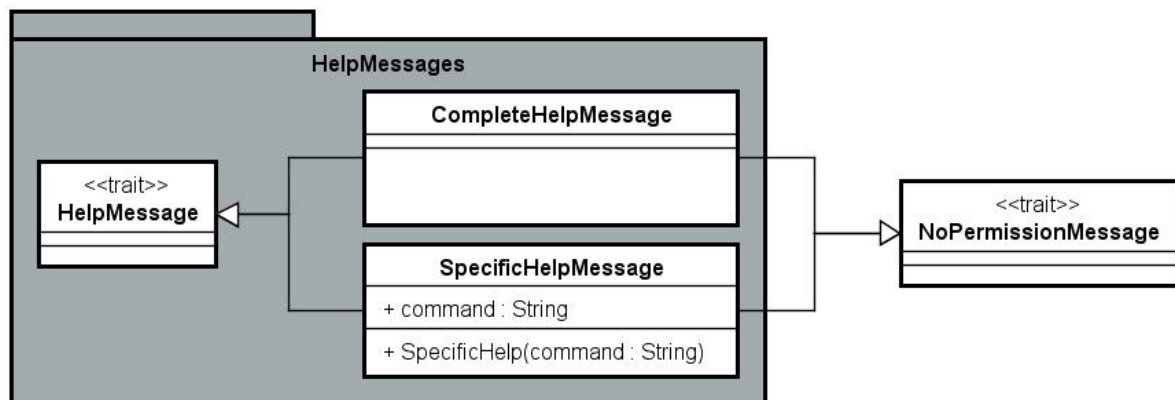 HelpMessages
CompleteHelpMessage
<<trait>>
HelpMessage
<<trait>>
NoPermissionMessage
SpecificHelpMessage
+ command : String
+ SpecificHelp(command : String)